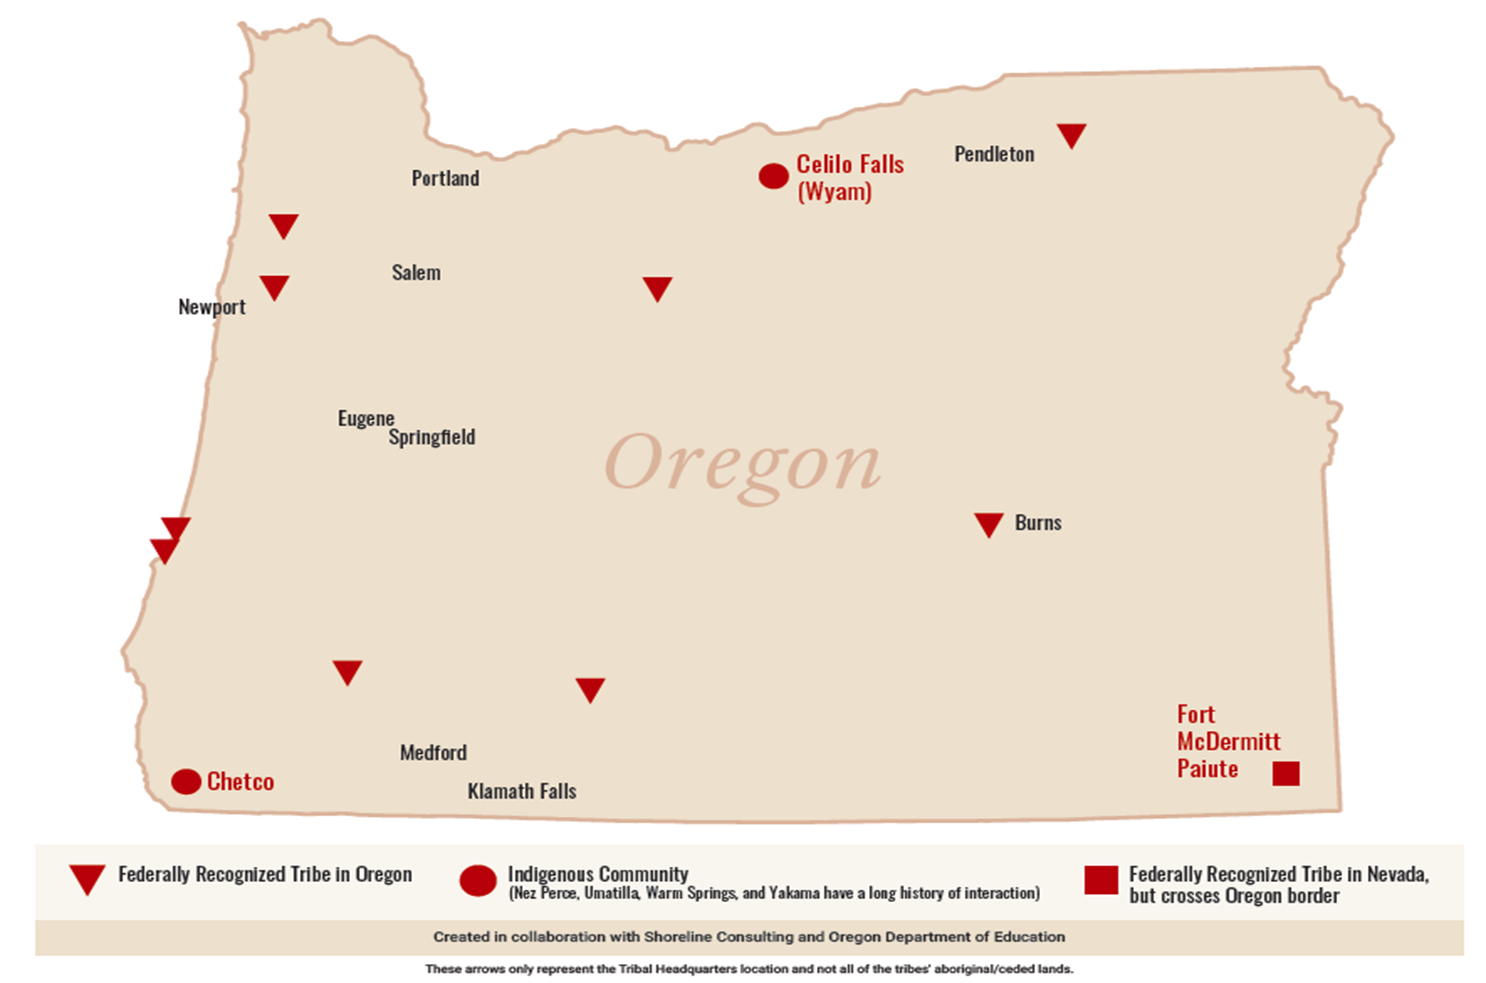 Celilo Falls
(Wyam)
Pendleton
Portland
Salem
Newport
Eugene
Springfield
Oregon
Burns
Fort
McDermitt
Paiute
Medford
Chetco
Klamath Falls
Federally Recognized Tribe in Oregon
Indigenous Community
(Nez Perce, Umatilla, Warm Springs, and Yakama have a long history of interaction)
Federally Recognized Tribe in Nevada,
but crosses Oregon border
Created in collaboration with Shoreline Consulting and Oregon Department of Education
These arrows only represent the Tribal Headquarters location and not all of the tribes' aboriginal/ceded lands.